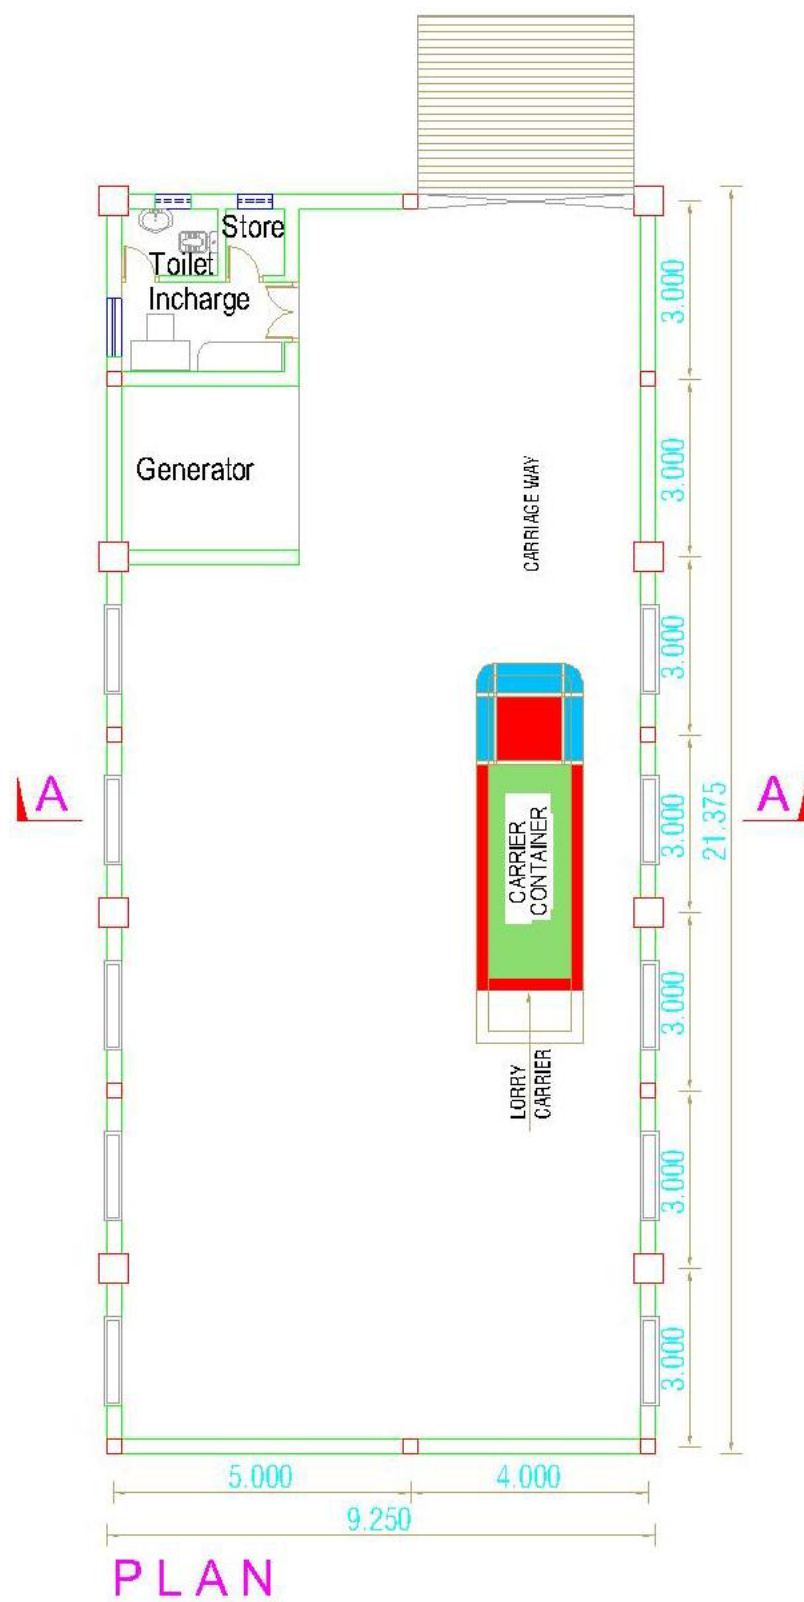 Store
Toilet
Incharge
3.000
Generator
3.000
CARRIAGE WAY
3.000
A
A
3.000
21.375
CARRIER
CONTAINER
3.000
LORRY
CARRIER
3.000
3.000
5.000
4.000
9.250
PLAN